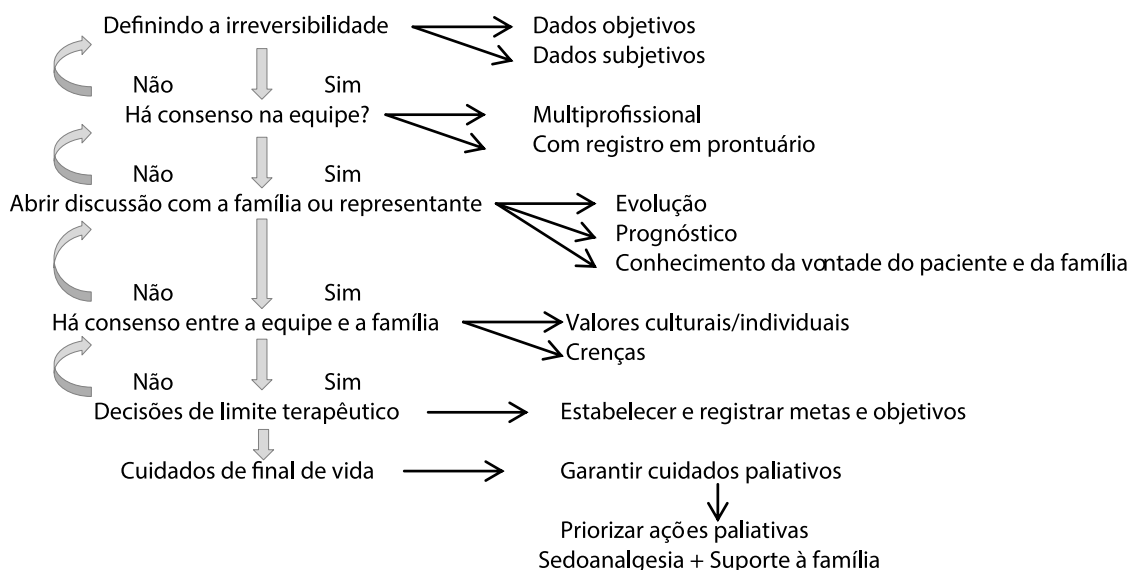 Definindo a irreversibilidade
Dados objetivos
Dados subjetivos
Não
Sim
Há consenso na equipe?
Multiprofissional
Com registro em prontuário
Não
Sim
Abrir discussão com a família ou representante
Evolução
Prognóstico
Conhecimento da vontade do paciente e da família
Não
Sim
Há consenso entre a equipe e a família
Valores culturais/individuais
Crenças
Não
Sim
Decisões de limite terapêutico
Estabelecer e registrar metas e objetivos
Cuidados de final de vida
Garantir cuidados paliativos
Priorizar ações paliativas
Sedoanalgesia + Suporte à família